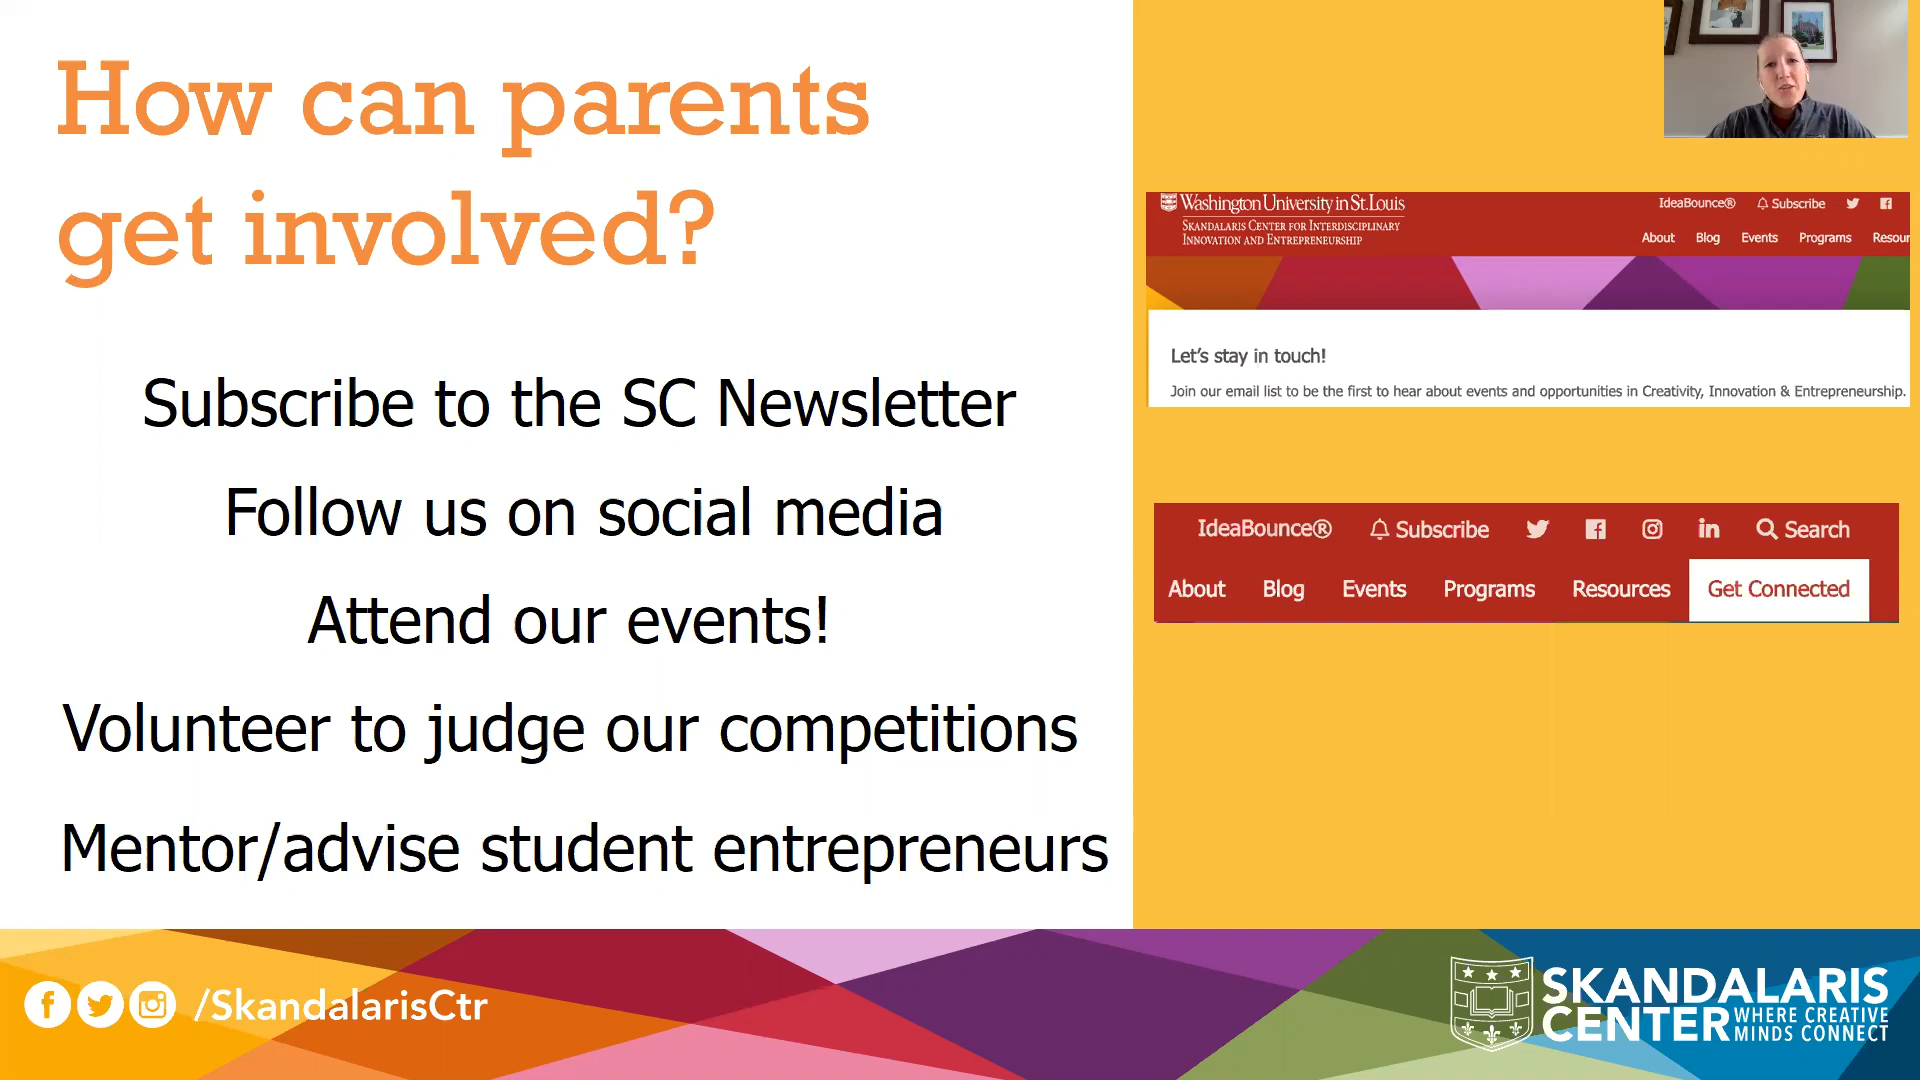 How can parents
get involved?
Subscribe to the SC Newsletter
Follow us on social media
Attend our events!
Volunteer to judge our competitions
Mentor/advise student entrepreneurs
Washington University in St. Louis
SKANDALARIS CENTER FOR INTERDISCIPLINARY
INNOVATION AND ENTREPRENEURSHIP
IdeaBounce® Subscribe
About Blog Events Programs Resour
Let's stay in touch!
Join our email list to be the first to hear about events and opportunities in Creativity, Innovation & Entrepreneurship.
IdeaBounce® Subscribe Search
About Blog Events Programs Resources Get Connected
/SkandalarisCtr
SKANDALARIS
CENTER WHERE CREATIVE
MINDS CONNECT